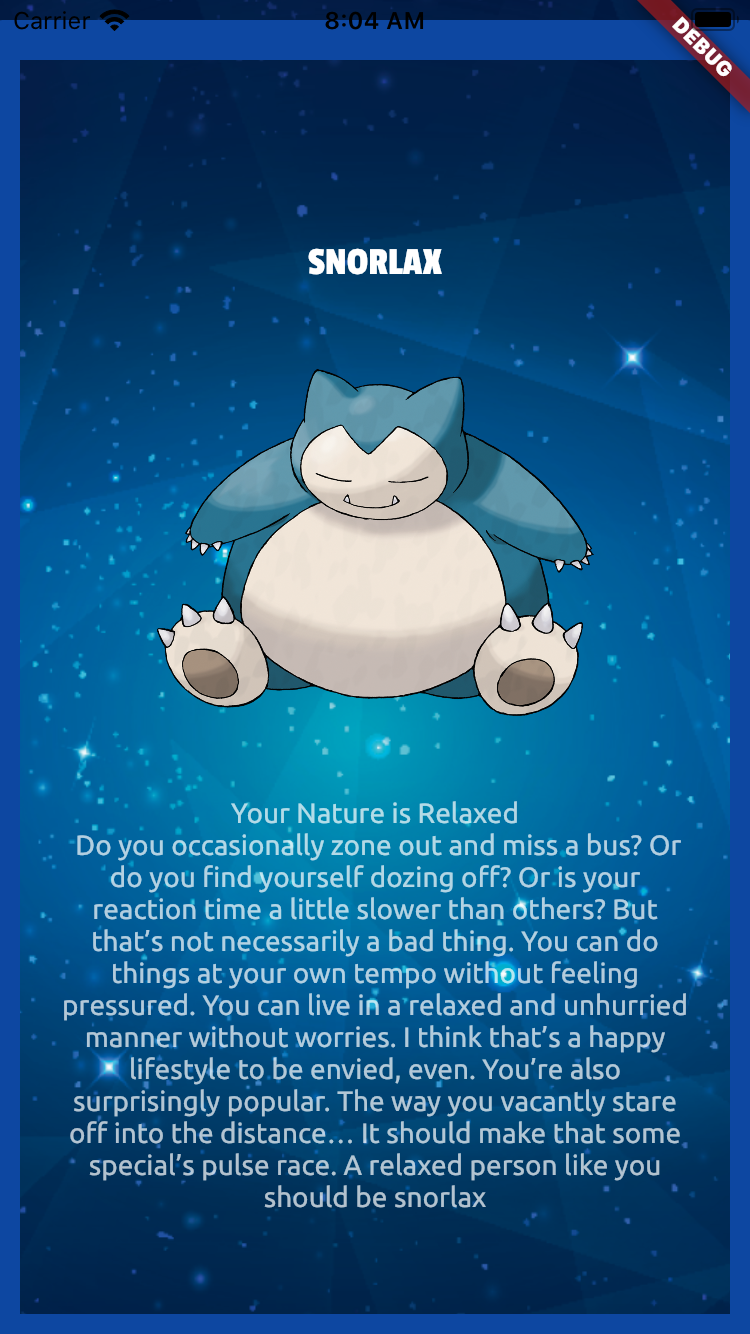 Carrier 8:04 AM
DEBUG
SNORLAX
Your Nature is Relaxed
Do you occasionally zone out and miss a bus? Or
do you find yourself dozing off? Or is your
reaction time a little slower than others? But
that’s not necessarily a bad thing. You can do
things at your own tempo without feeling
pressured. You can live in a relaxed and unhurried
manner without worries. I think that’s a happy
lifestyle to be envied, even. You’re also
surprisingly popular. The way you vacantly stare
off into the distance… It should make that some
special’s pulse race. A relaxed person like you
should be snorlax